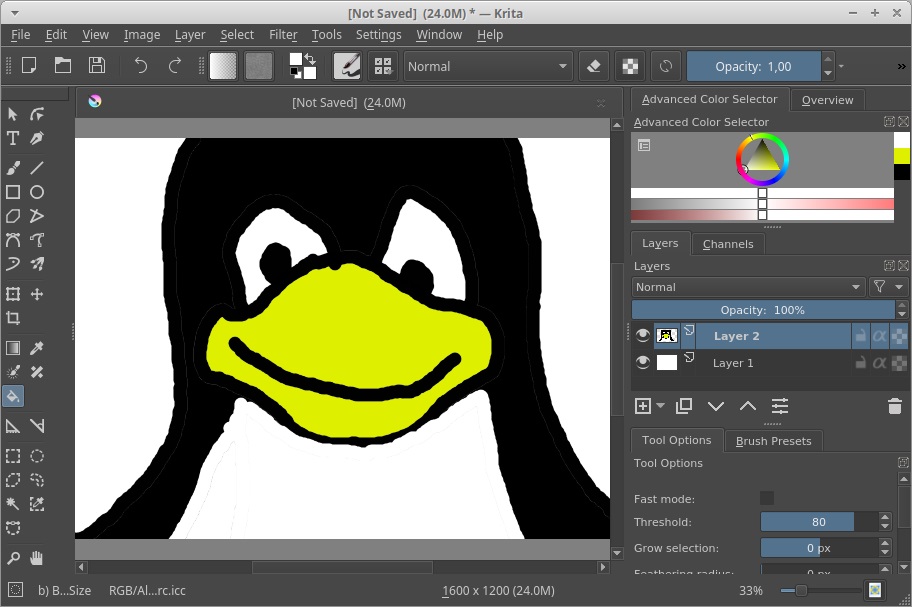 [Not Saved]  (24.0M) * — Krita
File Edit View Image Layer Select Filter Tools Settings Window Help
Normal
Opacity: 1,00
»
[Not Saved]  (24.0M)
Advanced Color Selector
Overview
Advanced Color Selector
Layers
Channels
Layers
Normal
Opacity: 100%
Layer 2
Layer 1
Tool Options
Brush Presets
Tool Options
Fast mode:
Threshold: 80
Grow selection: 0 px
Feathering radius: 0 px
b) B...Size RGB/Al...rc.icc 1600 x 1200 (24.0M) 33%